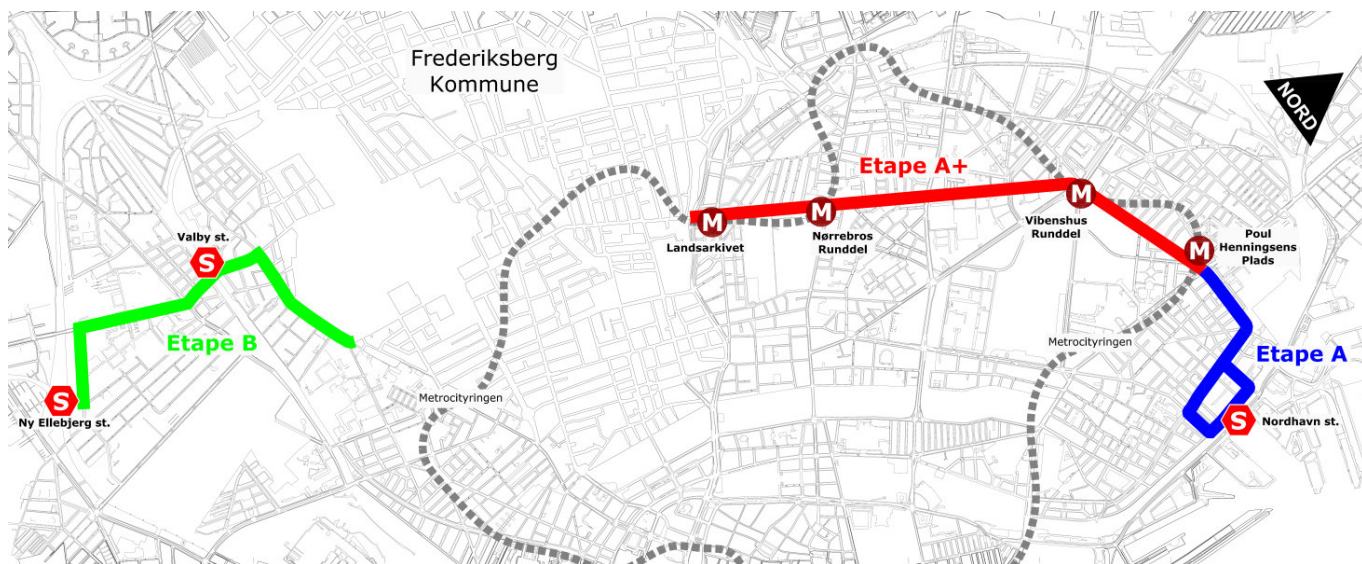 Frederiksberg
Kommune
NORD
Etape A+
M
M
M
M
Landsarkivet
Nørrebros
Runddel
Vibenshus
Runddel
Poul
Henningsens
Plads
Valby st.
S
Etape B
Metrocityringen
Etape A
S
Ny Ellebjerg st.
Metrocityringen
S
Nordhavn st.